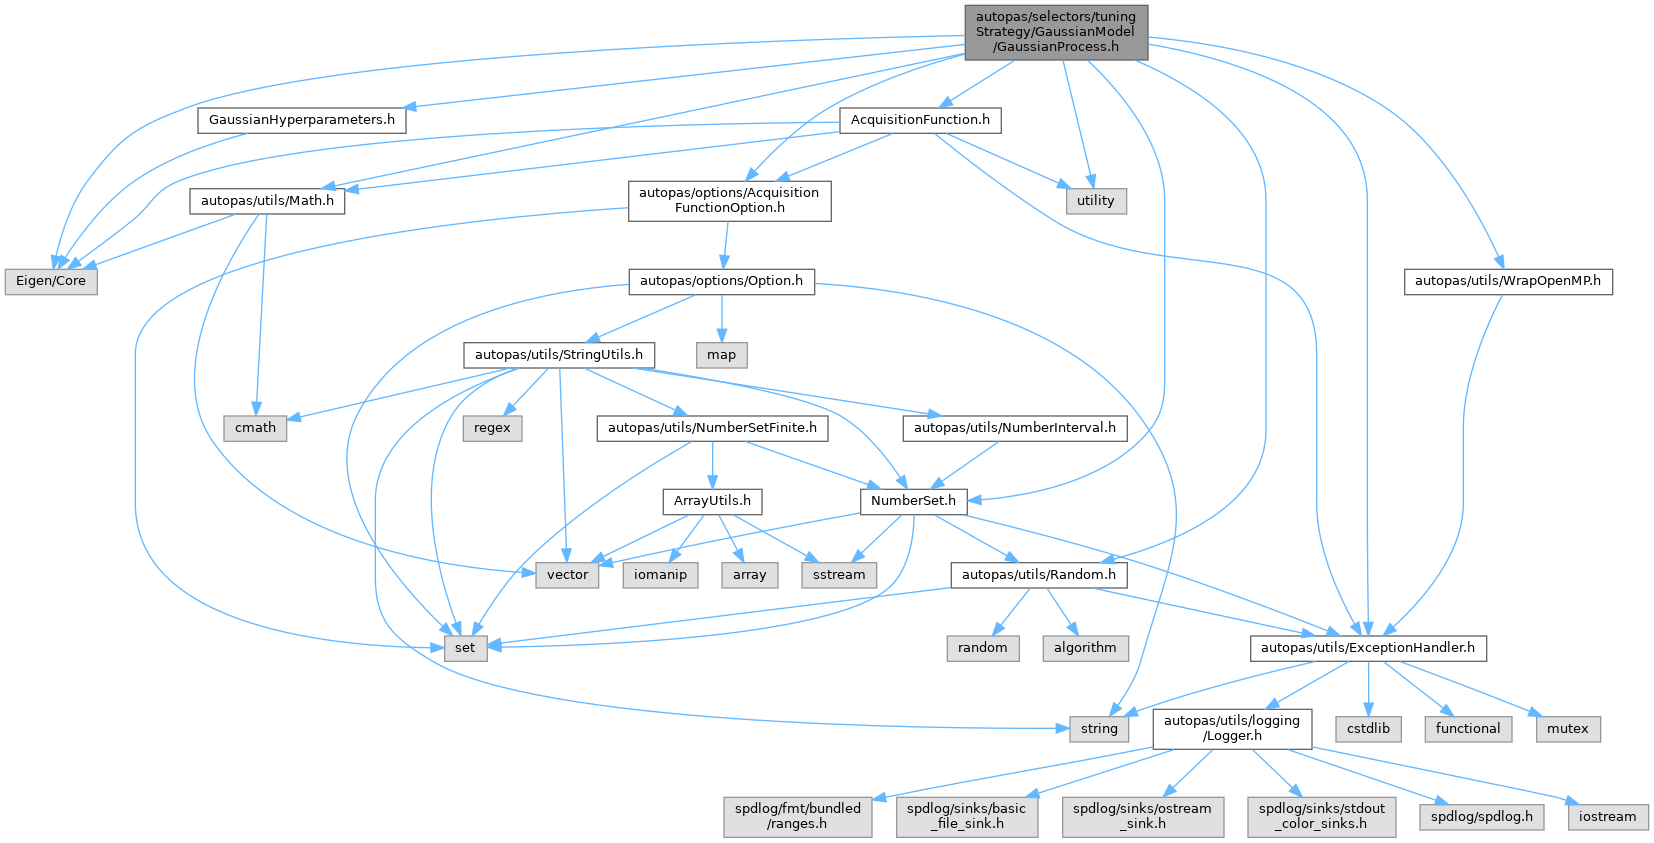 autopas/selectors/tuning
Strategy/GaussianModel
/GaussianProcess.h
GaussianHyperparameters.h
AcquisitionFunction.h
autopas/utils/Math.h
autopas/options/Acquisition
FunctionOption.h
utility
Eigen/Core
autopas/options/Option.h
autopas/utils/WrapOpenMP.h
autopas/utils/StringUtils.h
map
cmath
regex
autopas/utils/NumberSetFinite.h
autopas/utils/NumberInterval.h
ArrayUtils.h
NumberSet.h
vector
iomanip
array
sstream
autopas/utils/Random.h
set
random
algorithm
autopas/utils/ExceptionHandler.h
string
autopas/utils/logging
/Logger.h
cstdlib
functional
mutex
spdlog/fmt/bundled
/ranges.h
spdlog/sinks/basic
_file_sink.h
spdlog/sinks/ostream
_sink.h
spdlog/sinks/stdout
_color_sinks.h
spdlog/spdlog.h
iostream